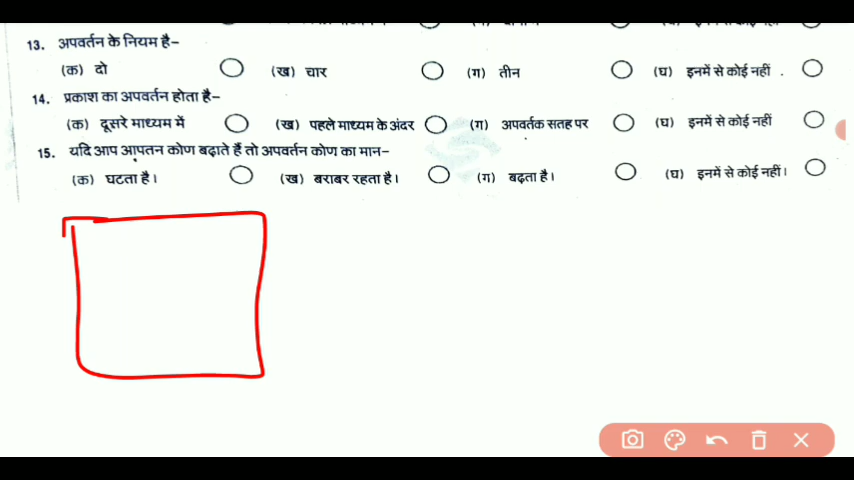 13. अपवर्तन के नियम है–
(क) दो (ख) चार (ग) तीन (घ) इनमें से कोई नहीं .
14. प्रकाश का अपवर्तन होता है–
(क) दूसरे माध्यम में (ख) पहले माध्यम के अंदर (ग) अपवर्तक सतह पर (घ) इनमें से कोई नहीं
15. यदि आप आपतन कोण बढ़ाते हैं तो अपवर्तन कोण का मान–
(क) घटता है। (ख) बराबर रहता है। (ग) बढ़ता है। (घ) इनमें से कोई नहीं।